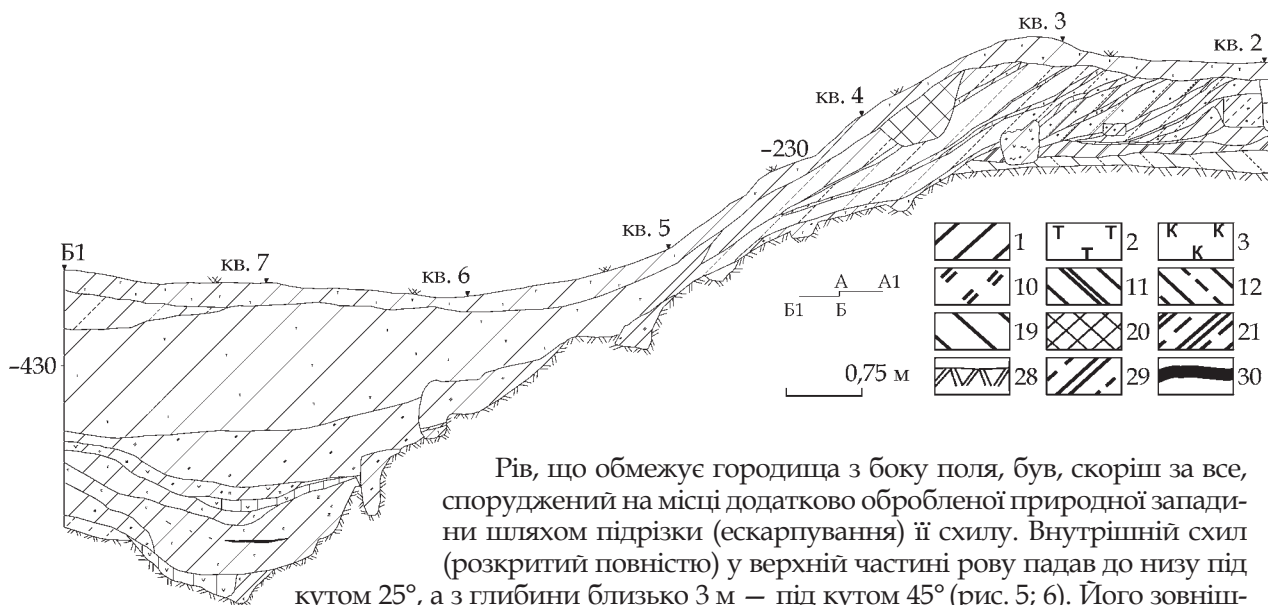 кв. 3
кв. 2
кв. 4
–230
кв. 5
Б1
кв. 7
кв. 6
–430
А А1
Б1 Б
0,75 м
Т Т Т
К К К
1 2 3
10 11 12
19 20 21
28 29 30
Рів, що обмежує городища з боку поля, був, скоріш за все,
споруджений на місці додатково обробленої природної запади-
ни шляхом підрізки (ескарпування) її схилу. Внутрішній схил
(розкритий повністю) у верхній частині рову падав до низу під
кутом 25°, а з глибини близько 3 м — під кутом 45° (рис. 5; 6). Його зовніш-